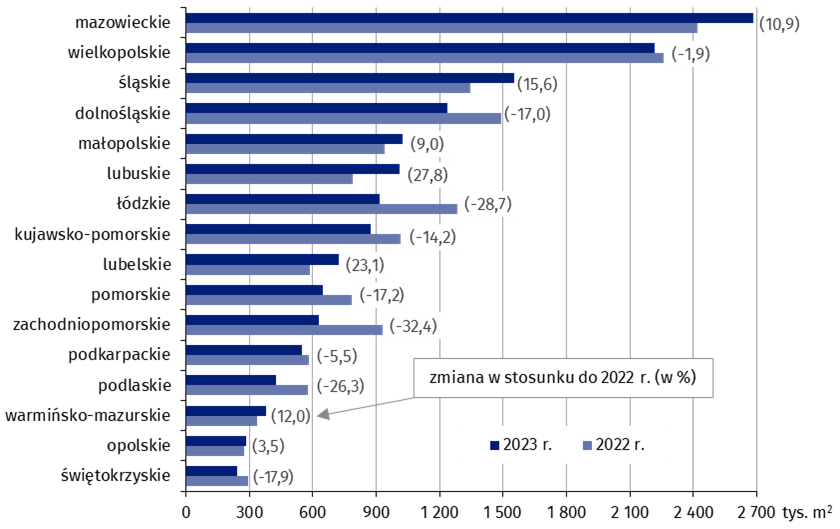 mazowieckie (10,9)
wielkopolskie (-1,9)
śląskie (15,6)
dolnośląskie (-17,0)
małopolskie (9,0)
lubuskie (27,8)
łódzkie (-28,7)
kujawsko-pomorskie (-14,2)
lubelskie (23,1)
pomorskie (-17,2)
zachodniopomorskie (-32,4)
podkarpackie (-5,5)
zmiana w stosunku do 2022 r. (w %)
podlaskie (-26,3)
warmińsko-mazurskie (12,0)
opolskie (3,5)
2023 r. 2022 r.
świętokrzyskie (-17,9)
0 300 600 900 1 200 1 500 1 800 2 100 2 400 2 700 tys. m²